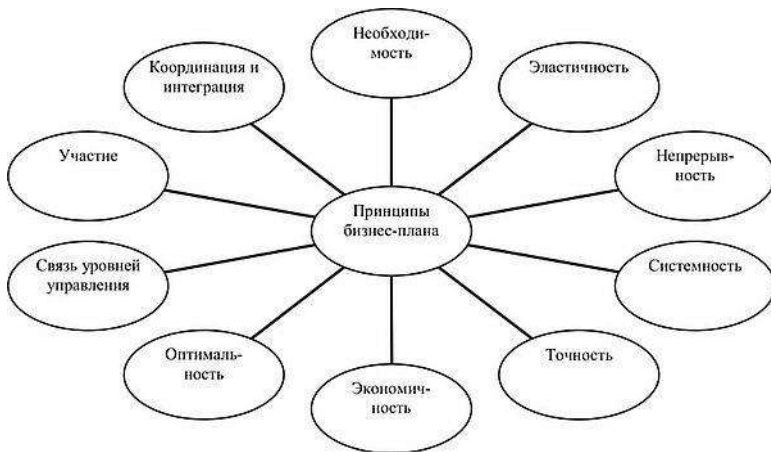 Необходи-
мость
Координация и
интеграция
Эластичность
Участие
Непрерыв-
ность
Принципы
бизнес-плана
Связь уровней
управления
Системность
Оптималь-
ность
Точность
Экономич-
ность